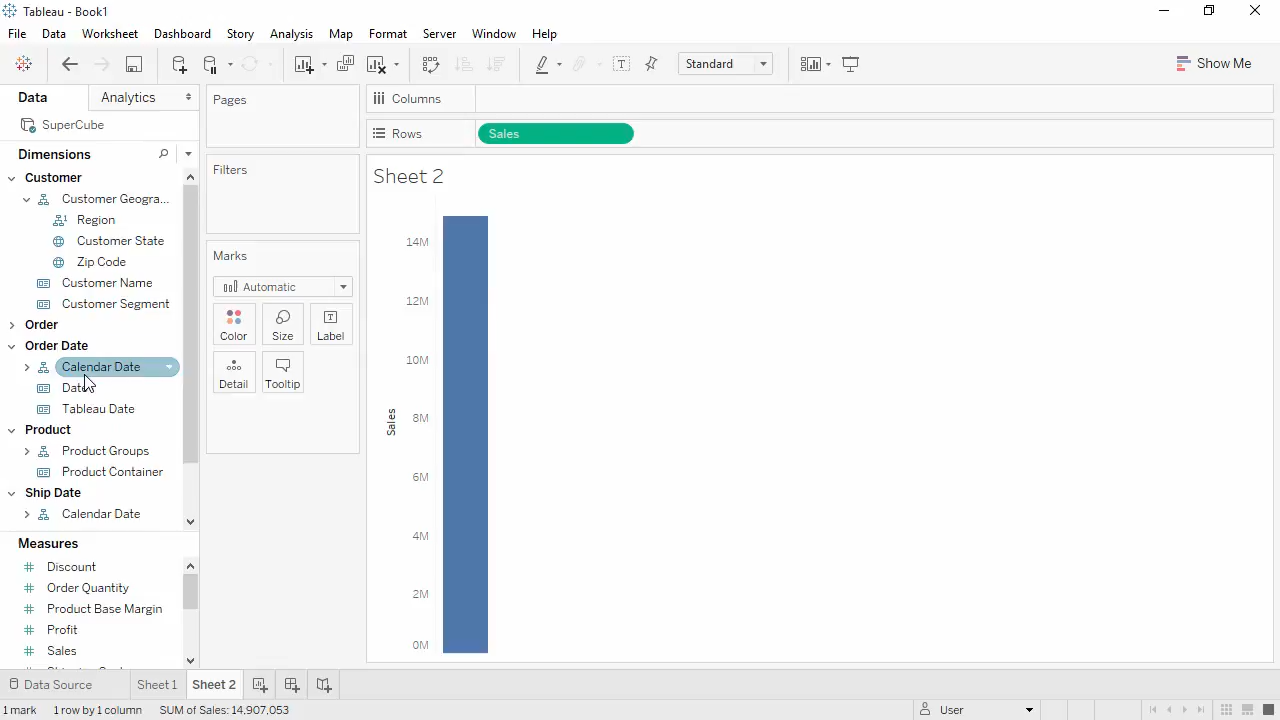 Tableau - Book1
File Data Worksheet Dashboard Story Analysis Map Format Server Window Help
Standard
Show Me
Data Analytics
SuperCube
Dimensions
Customer
Customer Geogra...
Region
Customer State
Zip Code
Customer Name
Customer Segment
Order
Order Date
Calendar Date
Tableau Date
Product
Product Groups
Product Container
Ship Date
Calendar Date
Measures
Discount
Order Quantity
Product Base Margin
Profit
Sales
Pages
Filters
Marks
Automatic
Color Size Label
Detail Tooltip
Columns
Rows Sales
Sheet 2
14M
12M
10M
8M
6M
4M
2M
0M
Sales
Data Source Sheet 1 Sheet 2
1 mark 1 row by 1 column SUM of Sales: 14,907,053 User